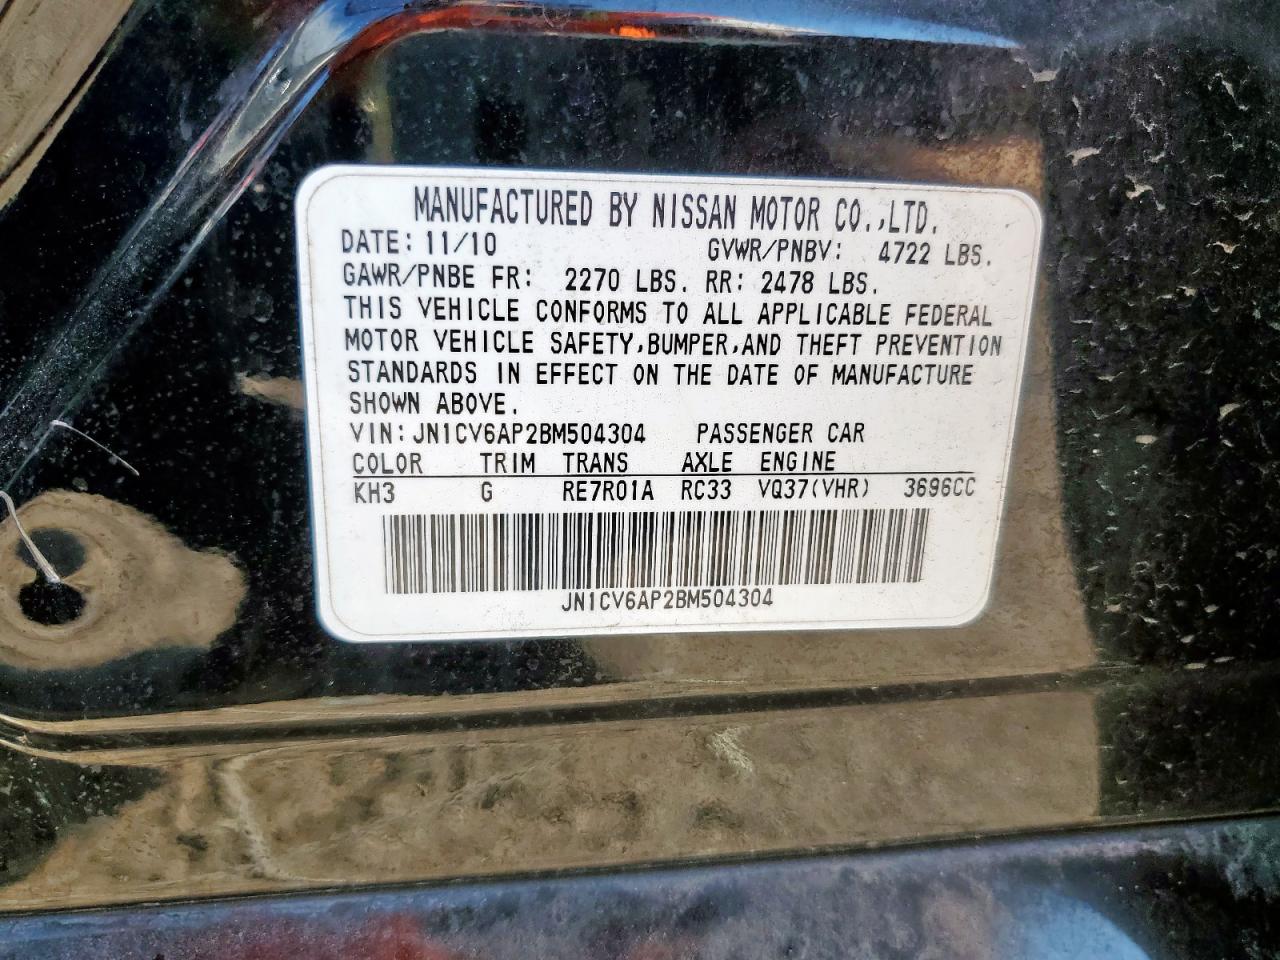 MANUFACTURED BY NISSAN MOTOR CO.,LTD.
DATE: 11/10 GVWR/PNBV: 4722 LBS.
GAWR/PNBE FR: 2270 LBS. RR: 2478 LBS.
THIS VEHICLE CONFORMS TO ALL APPLICABLE FEDERAL
MOTOR VEHICLE SAFETY,BUMPER,AND THEFT PREVENTION
STANDARDS IN EFFECT ON THE DATE OF MANUFACTURE
SHOWN ABOVE.
VIN:JN1CV6AP2BM504304 PASSENGER CAR
COLOR TRIM TRANS AXLE ENGINE
KH3 G RE7R01A RC33 VQ37(VHR) 3696CC
JN1CV6AP2BM504304